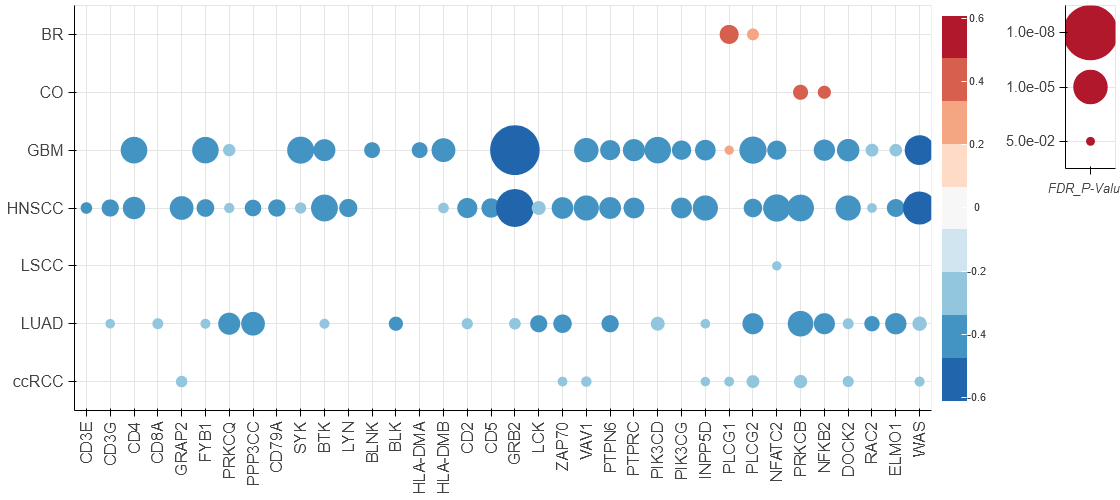 BR
CO
GBM
HNSCC
LSCC
LUAD
ccRCC
CD3E
CD3G
CD4
CD8A
GRAP2
FYB1
PRKCQ
PPP3CC
CD79A
SYK
BTK
LYN
BLNK
BLK
HLA-DMA
HLA-DMB
CD2
CD5
GRB2
LCK
ZAP70
VAV1
PTPN6
PTPRC
PIK3CD
PIK3CG
INPP5D
PLCG1
PLCG2
NFATC2
PRKCB
NFKB2
DOCK2
RAC2
ELMO1
WAS
0.6
0.4
0.2
0
-0.2
-0.4
-0.6
1.0e-08
1.0e-05
5.0e-02
FDR_P-Valu